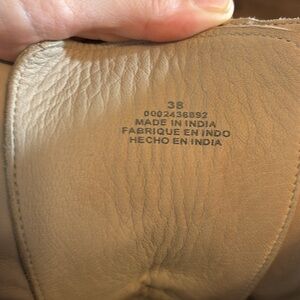 38
0002436892
MADE IN INDIA
FABRIQUE EN INDO
HECHO EN INDIA